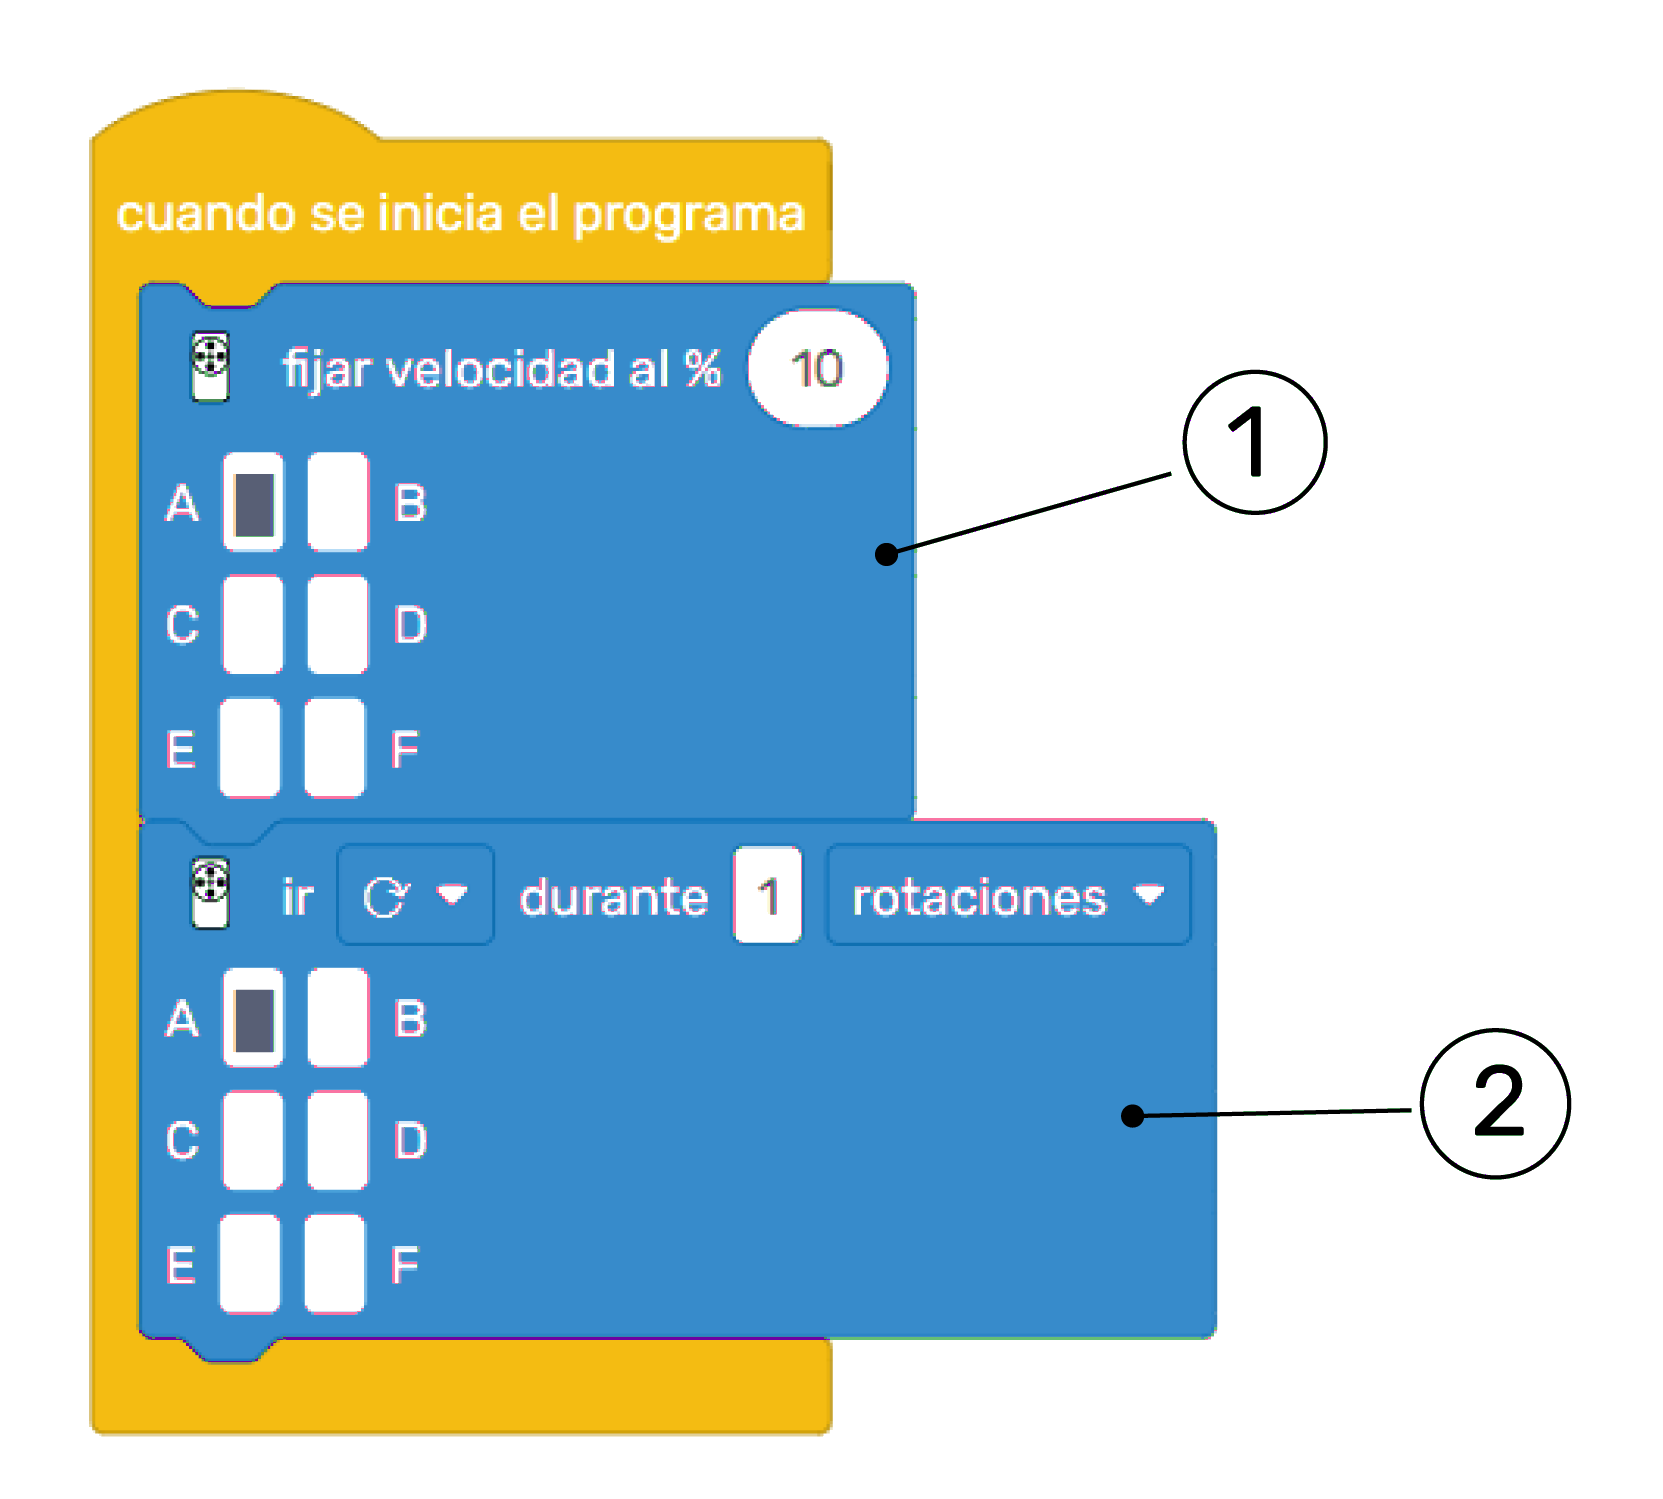 cuando se inicia el programa
fijar velocidad al % 10
1
A B
C D
E F
ir durante 1 rotaciones
A B
2
C D
E F